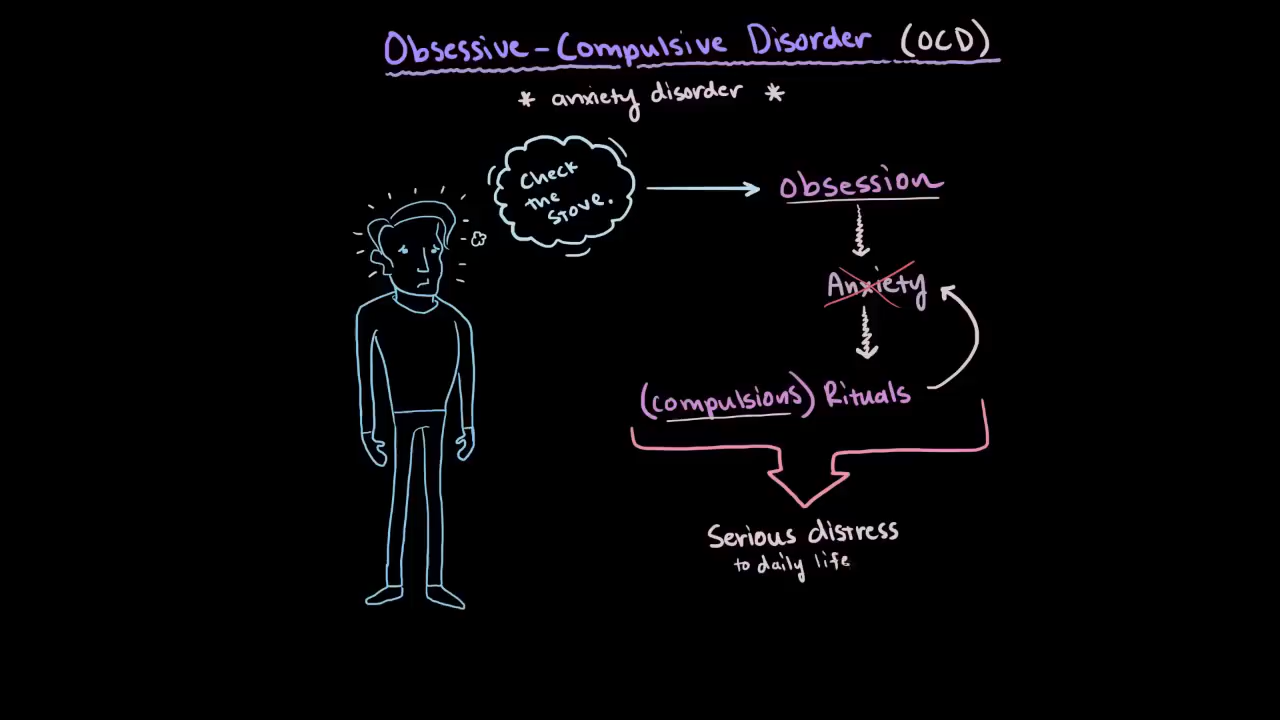 Obsessive-Compulsive Disorder (OCD)
* anxiety disorder *
Check
the
stove.
Obsession
Anxiety
(compulsions) Rituals
Serious distress
to daily life